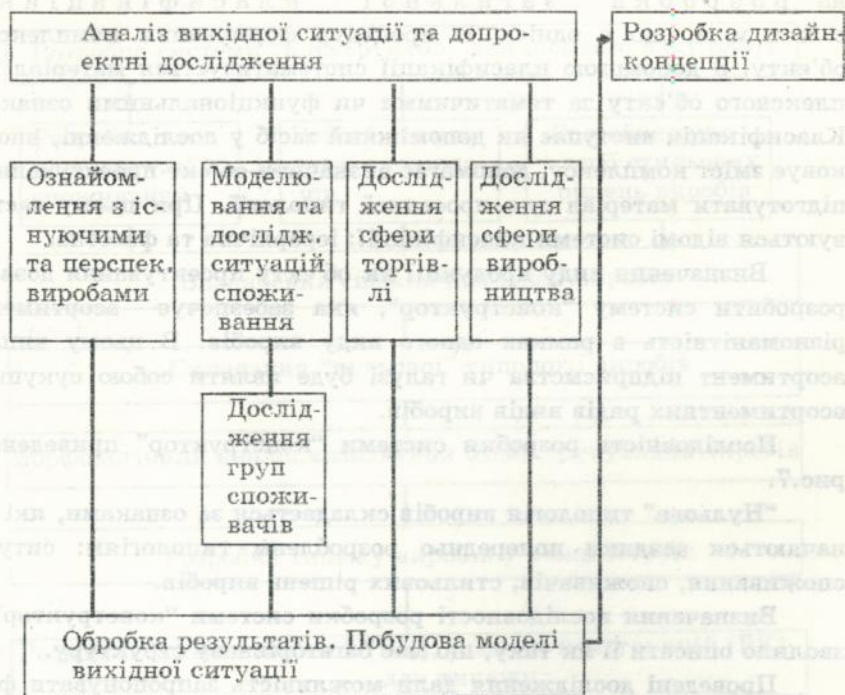 Аналіз вихідної ситуації та допро-
ектні дослідження
Розробка дизайн-
концепції
Ознайом-
лення з іс-
нуючими
та перспек.
виробами
Моделю-
вання та
дослідж.
ситуацій
спожи-
вання
Дослід-
ження
сфери
торгів-
лі
Дослід-
ження
сфери
вироб-
ництва
Дослід-
ження
груп
спожи-
вачів
Обробка результатів. Побудова моделі
вихідної ситуації